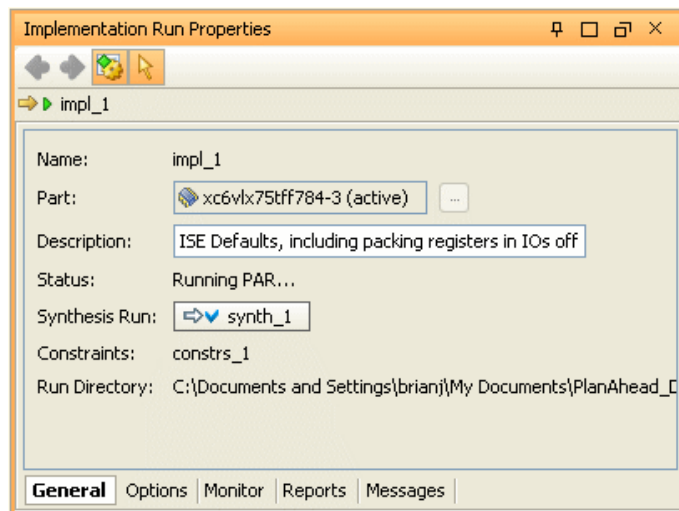 Implementation Run Properties
impl_1
Name: impl_1
Part: xc6vlx75tff784-3 (active) ...
Description: ISE Defaults, including packing registers in IOs off
Status: Running PAR...
Synthesis Run: synth_1
Constraints: constrs_1
Run Directory: C:\Documents and Settings\brianj\My Documents\PlanAhead_D
General Options Monitor Reports Messages